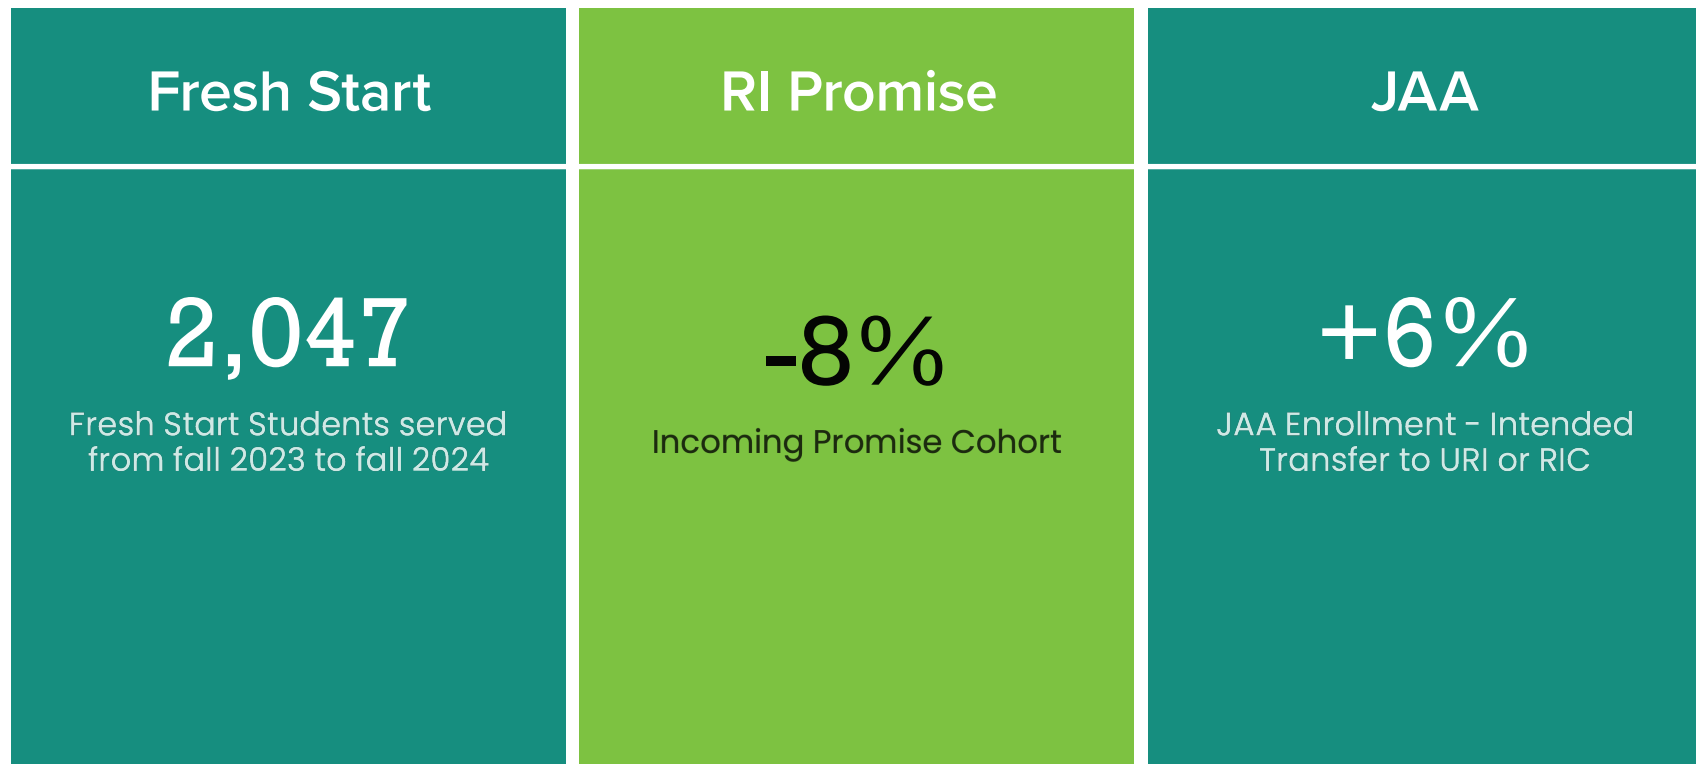 Fresh Start
2,047
Fresh Start Students served
from fall 2023 to fall 2024
RI Promise
-8%
Incoming Promise Cohort
JAA
+6%
JAA Enrollment - Intended
Transfer to URI or RIC